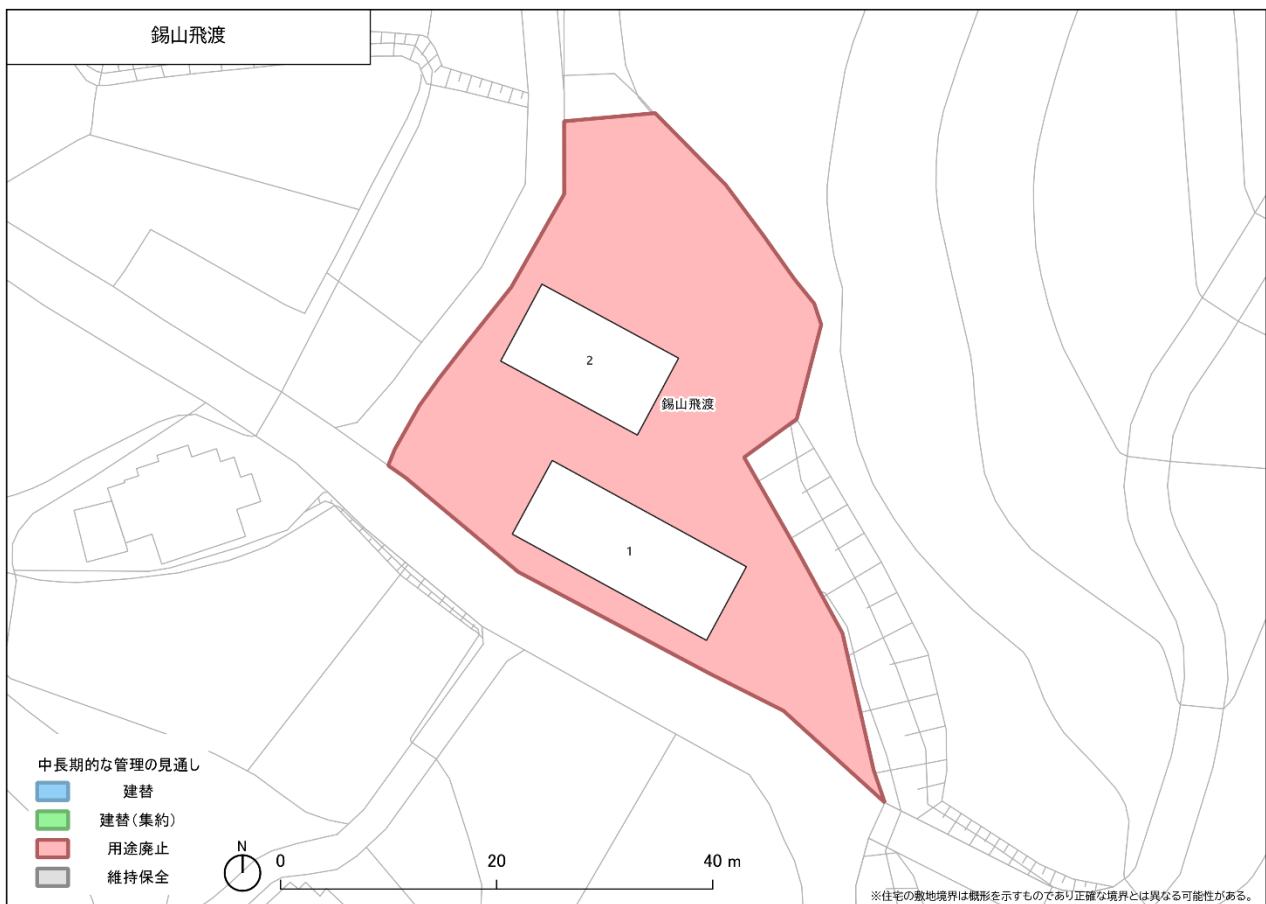 錫山飛渡
2
錫山飛渡
1
中長期的な管理の見通し
建替
建替(集約)
用途廃止
維持保全
N
0 20 40 m
※住宅の敷地境界は概形を示すものであり正確な境界とは異なる可能性がある。